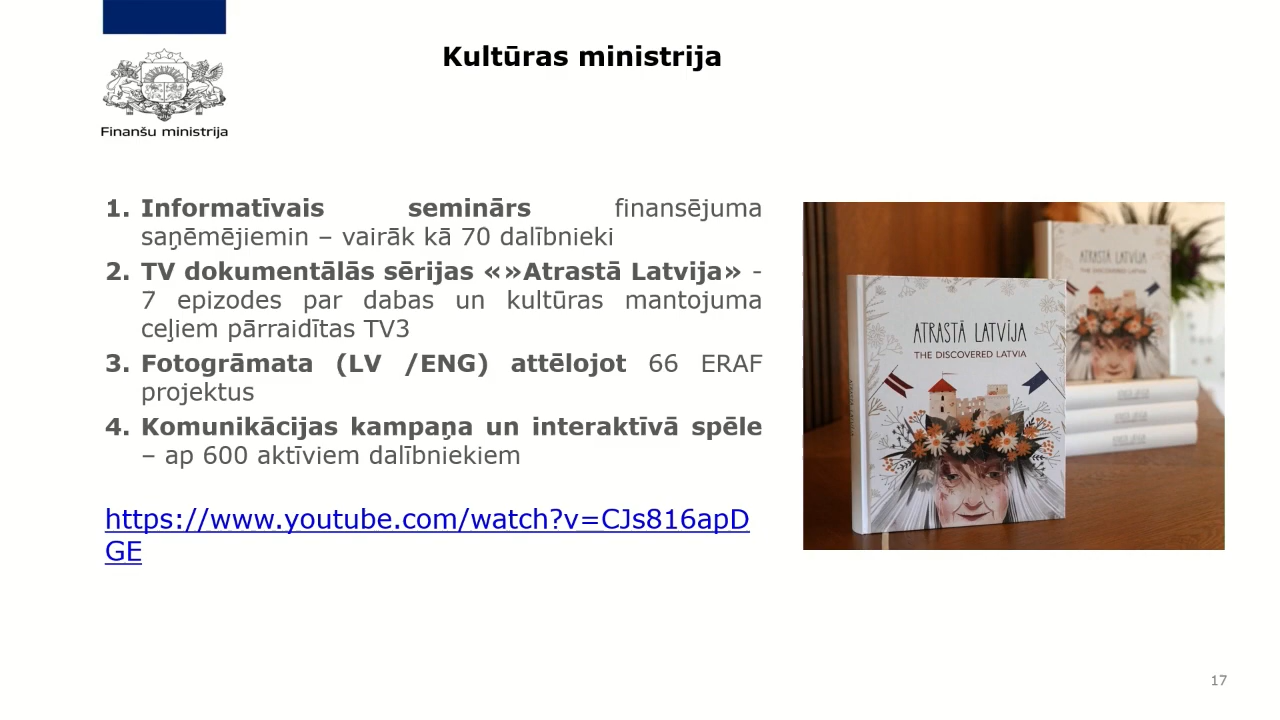 Finanšu ministrija
Kultūras ministrija
1. Informatīvais seminārs finansējuma
saņēmējiemin – vairāk kā 70 dalībnieki
2. TV dokumentālās sērijas «»Atrastā Latvija» -
7 epizodes par dabas un kultūras mantojuma
ceļiem pārraidītas TV3
3. Fotogrāmata (LV /ENG) attēlojot 66 ERAF
projektus
4. Komunikācijas kampaņa un interaktīvā spēle
– ap 600 aktīviem dalībniekiem
https://www.youtube.com/watch?v=CJs816apD
GE
ATRASTĀ LATVIJA
THE DISCOVERED LATVIA
ATRASTĀ LATVIJA
THE DISCOVERED LATVIA
17